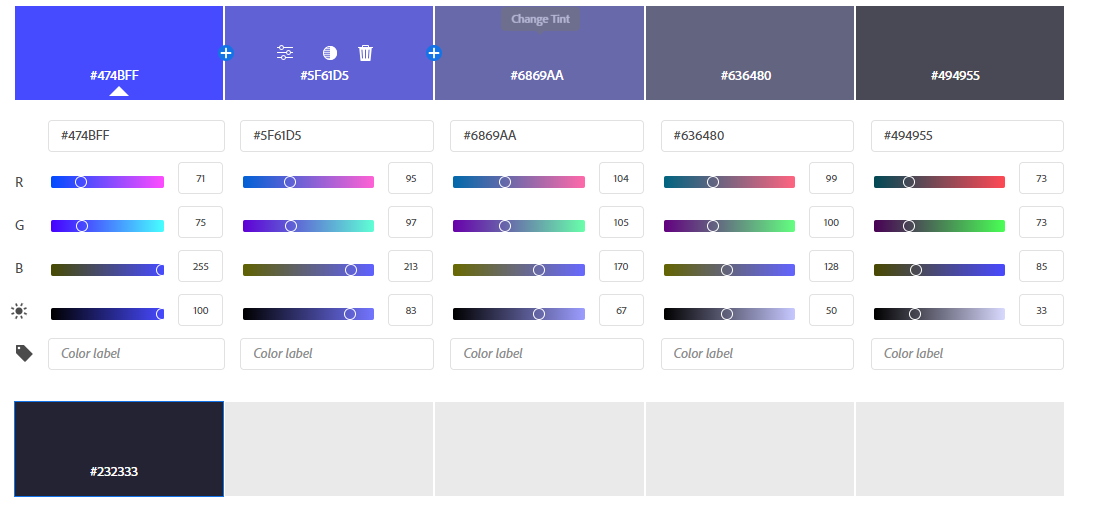 Change Tint
#474BFF
#5F61D5
#6869AA
#636480
#494955
#474BFF
#5F61D5
#6869AA
#636480
#494955
R 71 95 104 99 73
G 75 97 105 100 73
B 255 213 170 128 85
100 83 67 50 33
Color label Color label Color label Color label Color label
#232333